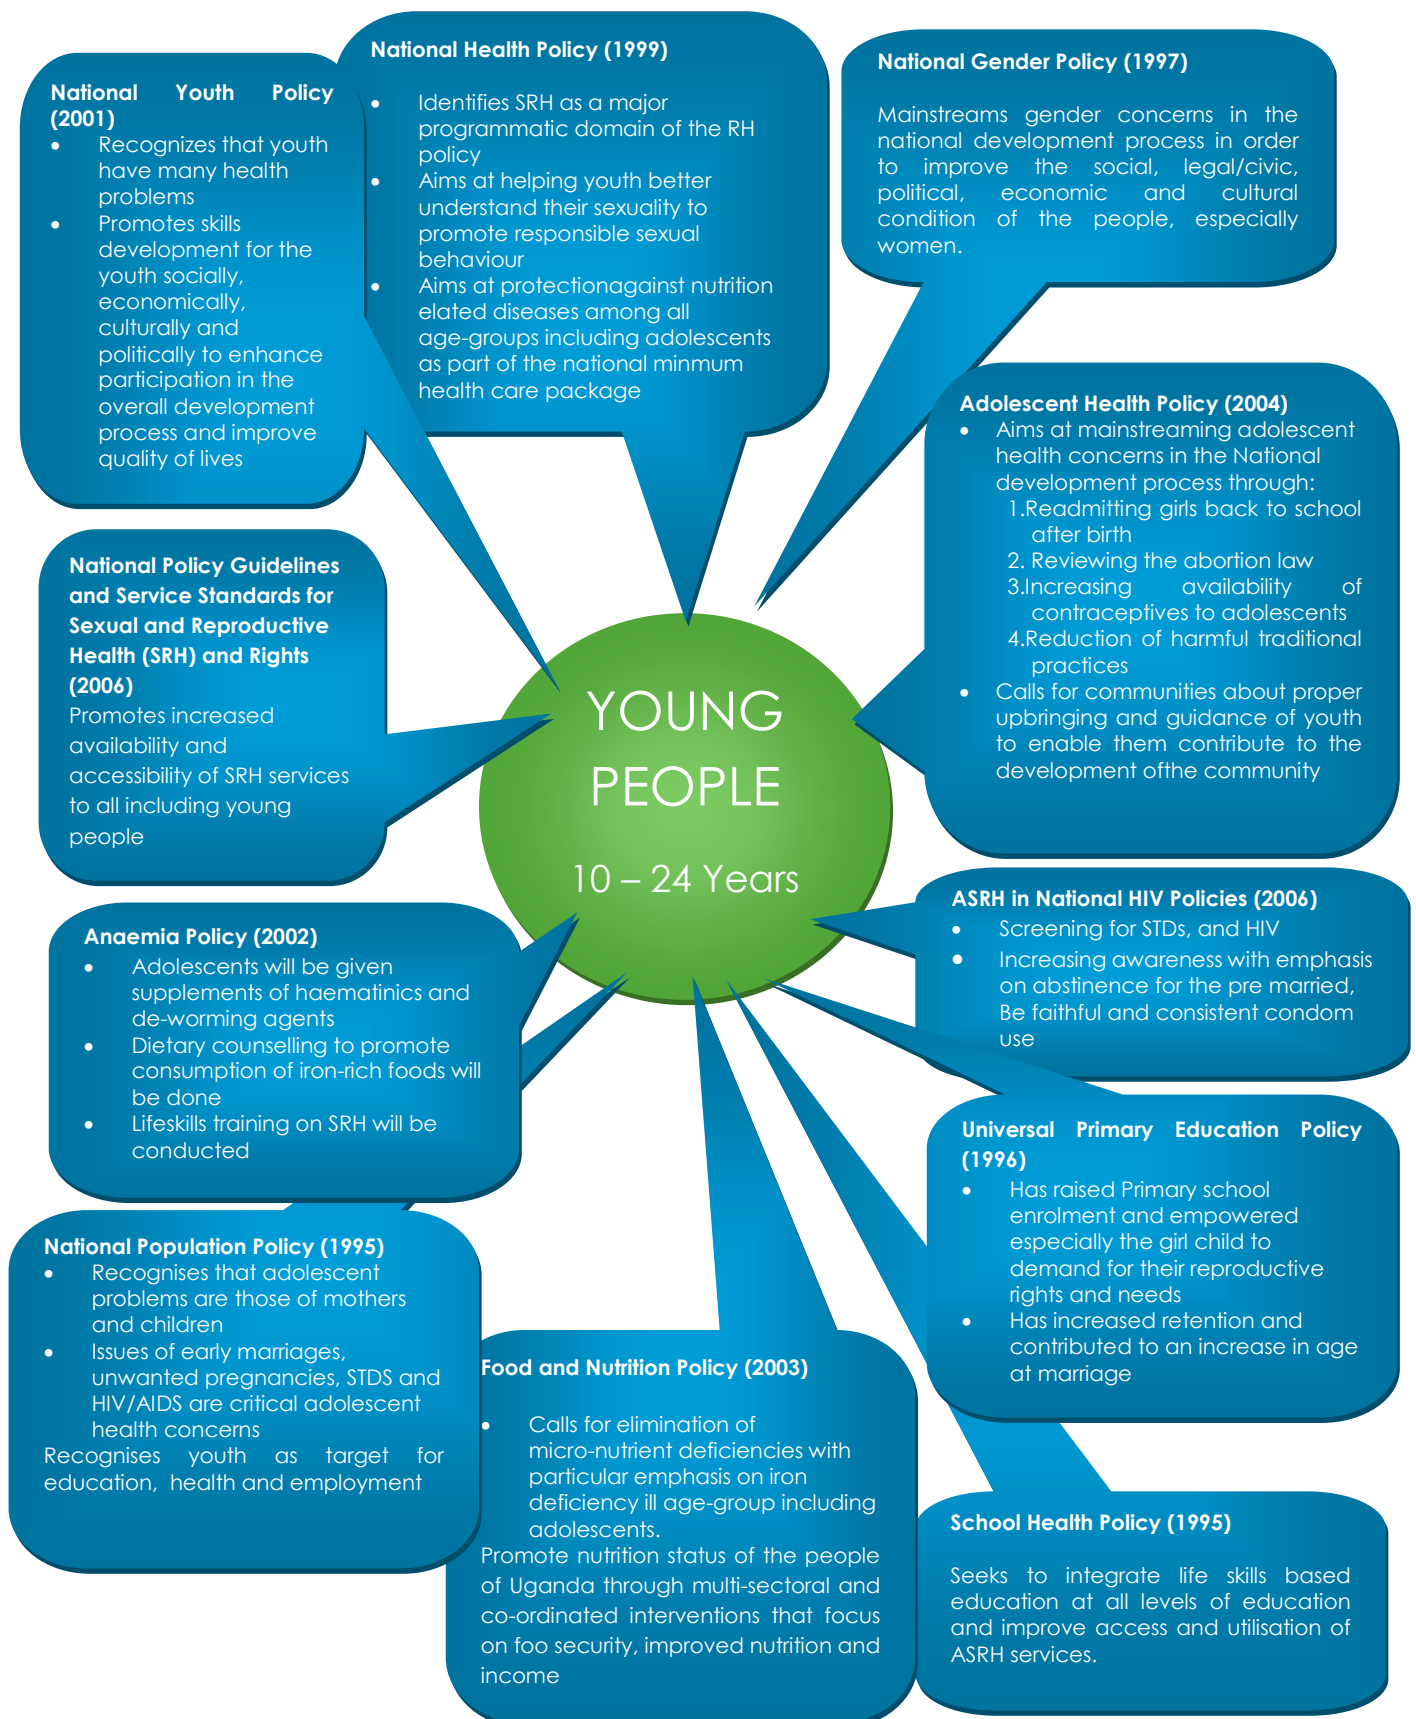 National Youth Policy
(2001)
• Recognizes that youth
have many health
problems
• Promotes skills
development for the
youth socially,
economically,
culturally and
politically to enhance
participation in the
overall development
process and improve
quality of lives
National Health Policy (1999)
• Identifies SRH as a major
programmatic domain of the RH
policy
• Aims at helping youth better
understand their sexuality to
promote responsible sexual
behaviour
• Aims at protectionagainst nutrition
elated diseases among all
age-groups including adolescents
as part of the national minmum
health care package
National Gender Policy (1997)
Mainstreams gender concerns in the
national development process in order
to improve the social, legal/civic,
political, economic and cultural
condition of the people, especially
women.
Adolescent Health Policy (2004)
• Aims at mainstreaming adolescent
health concerns in the National
development process through:
1.Readmitting girls back to school
after birth
2. Reviewing the abortion law
3.Increasing availability of
contraceptives to adolescents
4.Reduction of harmful traditional
practices
• Calls for communities about proper
upbringing and guidance of youth
to enable them contribute to the
development ofthe community
National Policy Guidelines
and Service Standards for
Sexual and Reproductive
Health (SRH) and Rights
(2006)
Promotes increased
availability and
accessibility of SRH services
to all including young
people
YOUNG
PEOPLE
10 – 24 Years
ASRH in National HIV Policies (2006)
• Screening for STDs, and HIV
• Increasing awareness with emphasis
on abstinence for the pre married,
Be faithful and consistent condom
use
Anaemia Policy (2002)
• Adolescents will be given
supplements of haematinics and
de-worming agents
• Dietary counselling to promote
consumption of iron-rich foods will
be done
• Lifeskills training on SRH will be
conducted
Universal Primary Education Policy
(1996)
• Has raised Primary school
enrolment and empowered
especially the girl child to
demand for their reproductive
rights and needs
• Has increased retention and
contributed to an increase in age
at marriage
National Population Policy (1995)
• Recognises that adolescent
problems are those of mothers
and children
• Issues of early marriages,
unwanted pregnancies, STDS and
HIV/AIDS are critical adolescent
health concerns
Recognises youth as target for
education, health and employment
Food and Nutrition Policy (2003)
• Calls for elimination of
micro-nutrient deficiencies with
particular emphasis on iron
deficiency ill age-group including
adolescents.
Promote nutrition status of the people
of Uganda through multi-sectoral and
co-ordinated interventions that focus
on foo security, improved nutrition and
income
School Health Policy (1995)
Seeks to integrate life skills based
education at all levels of education
and improve access and utilisation of
ASRH services.